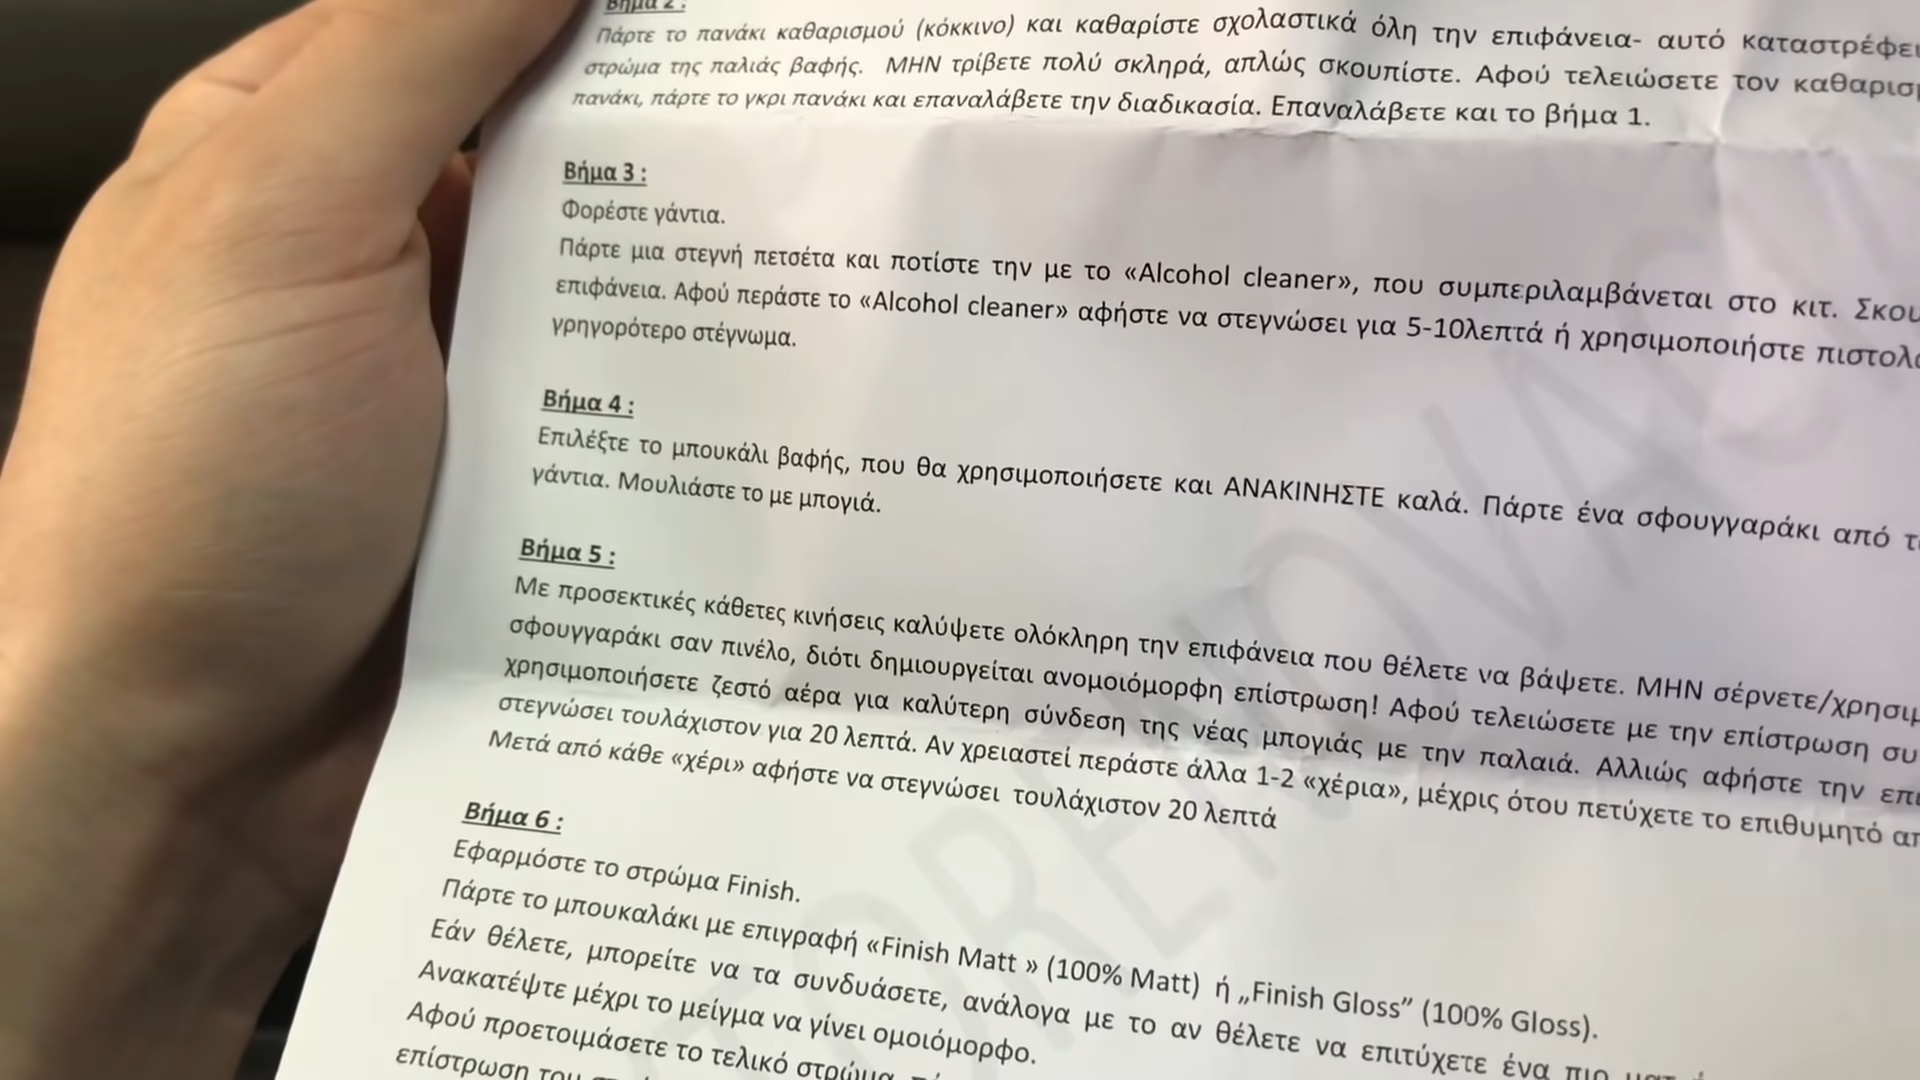 Βήμα 2 :
Πάρτε το πανάκι καθαρισμού (κόκκινο) και καθαρίστε σχολαστικά όλη την επιφάνεια- αυτό καταστρέφει
στρώμα της παλιάς βαφής. ΜΗΝ τρίβετε πολύ σκληρά, απλώς σκουπίστε. Αφού τελειώσετε τον
πανάκι, πάρτε το γκρι πανάκι και επαναλάβετε την διαδικασία. Επαναλάβετε και το βήμα 1.
Βήμα 3 :
Φορέστε γάντια.
Πάρτε μια στεγνή πετσέτα και ποτίστε την με το «Alcohol cleaner», που συμπεριλαμβάνεται στο κιτ.
επιφάνεια. Αφού περάστε το «Alcohol cleaner» αφήστε να στεγνώσει για 5-10λεπτά ή χρησιμοποιήστε
γρηγορότερο στέγνωμα.
Βήμα 4 :
Επιλέξτε το μπουκάλι βαφής, που θα χρησιμοποιήσετε και ΑΝΑΚΙΝΗΣΤΕ καλά. Πάρτε ένα σφουγγαράκι από
γάντια. Μουλιάστε το με μπογιά.
Βήμα 5 :
Με προσεκτικές κάθετες κινήσεις καλύψετε ολόκληρη την επιφάνεια που θέλετε να βάψετε. ΜΗΝ σέρνετε/
σφουγγαράκι σαν πινέλο, διότι δημιουργείται ανομοιόμορφη επίστρωση! Αφού τελειώσετε με την επίστρωση
χρησιμοποιήσετε ζεστό αέρα για καλύτερη σύνδεση της νέας μπογιάς με την παλαιά. Αλλιώς αφήστε την
στεγνώσει τουλάχιστον για 20 λεπτά. Αν χρειαστεί περάστε άλλα 1-2 «χέρια», μέχρις ότου πετύχετε το επιθυμητό
Μετά από κάθε «χέρι» αφήστε να στεγνώσει τουλάχιστον 20 λεπτά
Βήμα 6 :
Εφαρμόστε το στρώμα Finish.
Πάρτε το μπουκαλάκι με επιγραφή «Finish Matt » (100% Matt) ή „Finish Gloss” (100% Gloss).
Εάν θέλετε, μπορείτε να τα συνδυάσετε, ανάλογα με το αν θέλετε να επιτύχετε ένα πιο
Ανακατέψτε μέχρι το μείγμα να γίνει ομοιόμορφο.
Αφού προετοιμάσετε το τελικό στρώμα
επίστρωση του